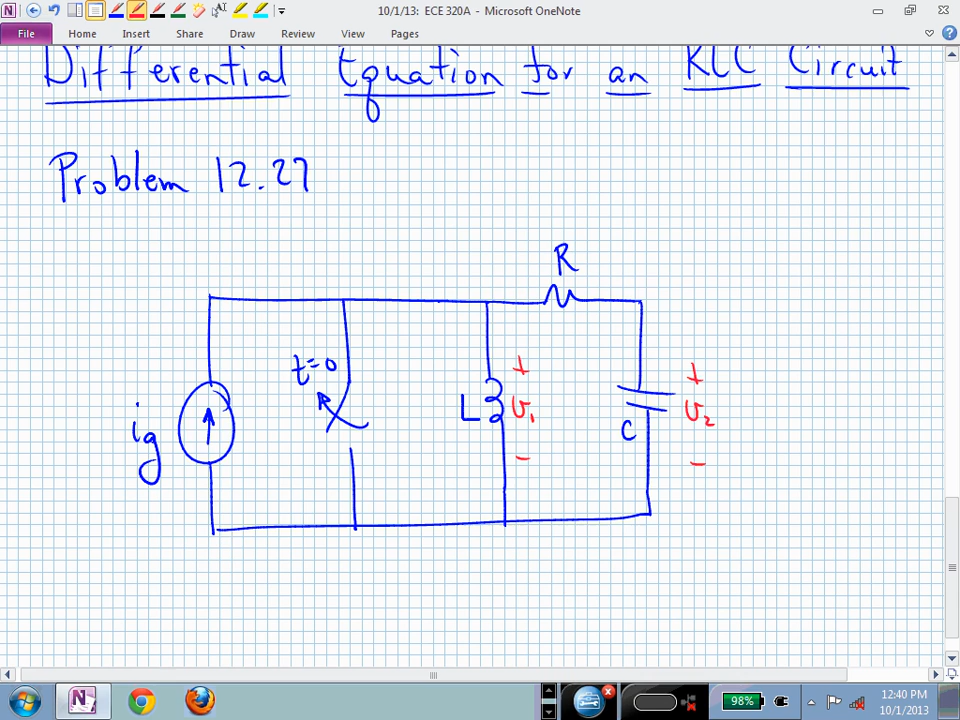 10/1/13: ECE 320A - Microsoft OneNote
File Home Insert Share Draw Review View Pages
Differential Equation for an RLC Circuit
Problem 12.27
R
t=0
+
+
L
v1
v2
ig
C
-
-
98%
12:40 PM
10/1/2013